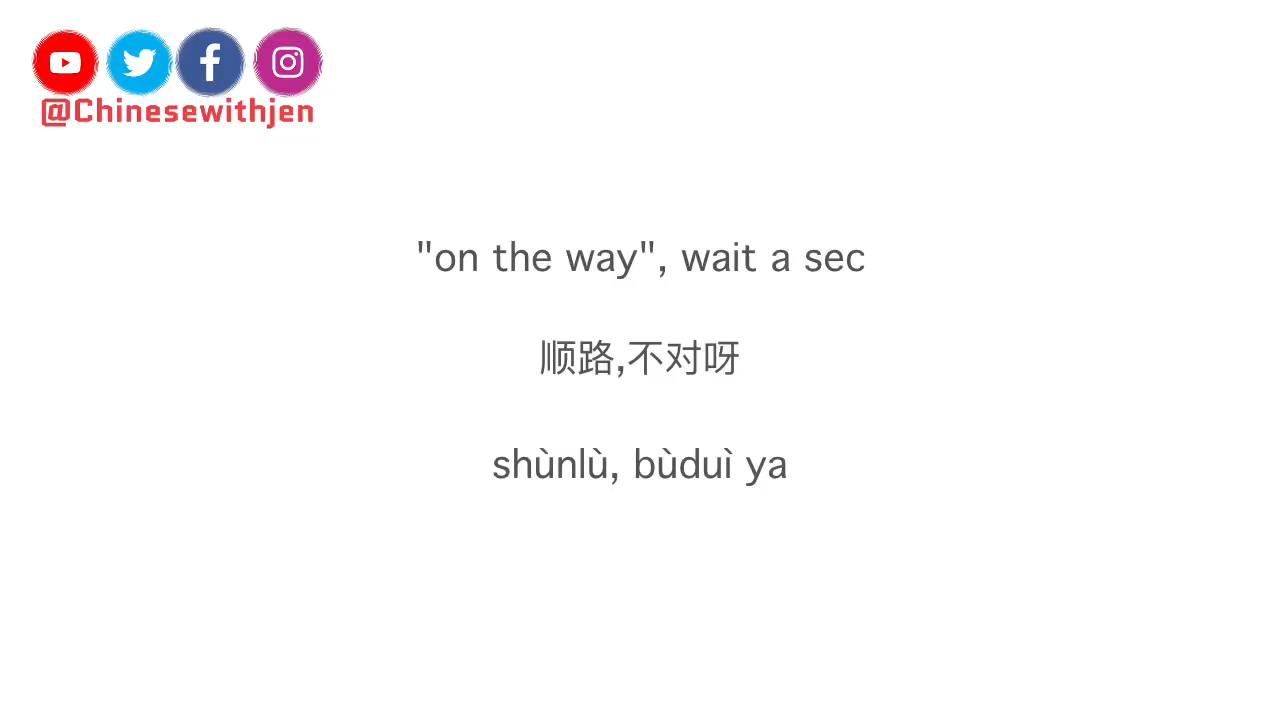 @Chinesewithjen
"on the way", wait a sec
顺路,不对呀
shùnlù, bùduì ya